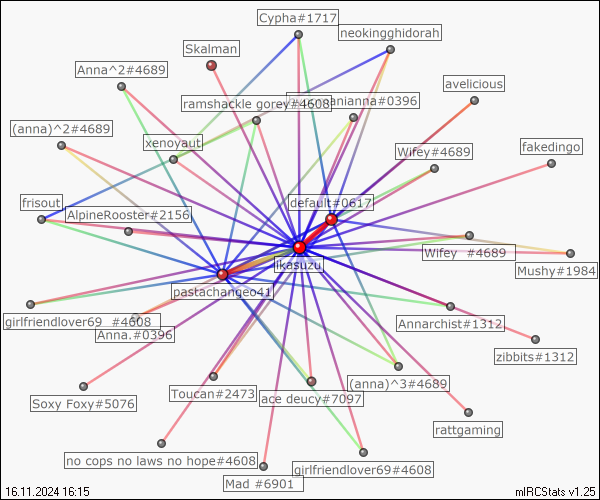 Cypha#1717
neokingghidorah
Skalman
Anna^2#4689
avelicious
ramshackle gorey#4608
anianna#0396
(anna)^2#4689
xenoyaut
Wifey#4689
fakedingo
default#0617
frisout
AlpineRooster#2156
Wifey #4689
ikasuzu
Mushy#1984
pastachangeo41
girlfriendlover69 #4608
Annarchist#1312
Anna.#0396
zibbits#1312
(anna)^3#4689
Toucan#2473
ace deucy#7097
Soxy Foxy#5076
rattgaming
no cops no laws no hope#4608
girlfriendlover69#4608
Mad #6901
16.11.2024 16:15
mIRCStats v1.25